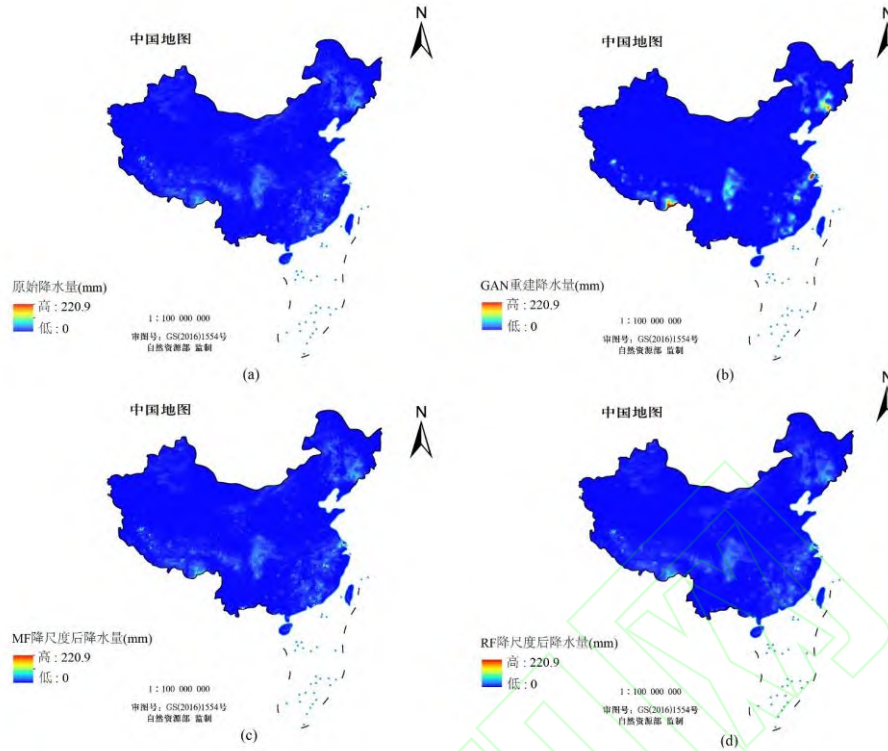 N
中国地图
原始降水量(mm)
高 : 220.9
低 : 0
1：100 000 000
审图号：GS(2016)1554号
自然资源部 监制
(a)
N
中国地图
GAN重建降水量(mm)
高 : 220.9
低 : 0
1：100 000 000
审图号：GS(2016)1554号
自然资源部 监制
(b)
N
中国地图
MF降尺度后降水量(mm)
高 : 220.9
低 : 0
1：100 000 000
审图号：GS(2016)1554号
自然资源部 监制
(c)
N
中国地图
RF降尺度后降水量(mm)
高 : 220.9
低 : 0
1：100 000 000
审图号：GS(2016)1554号
自然资源部 监制
(d)